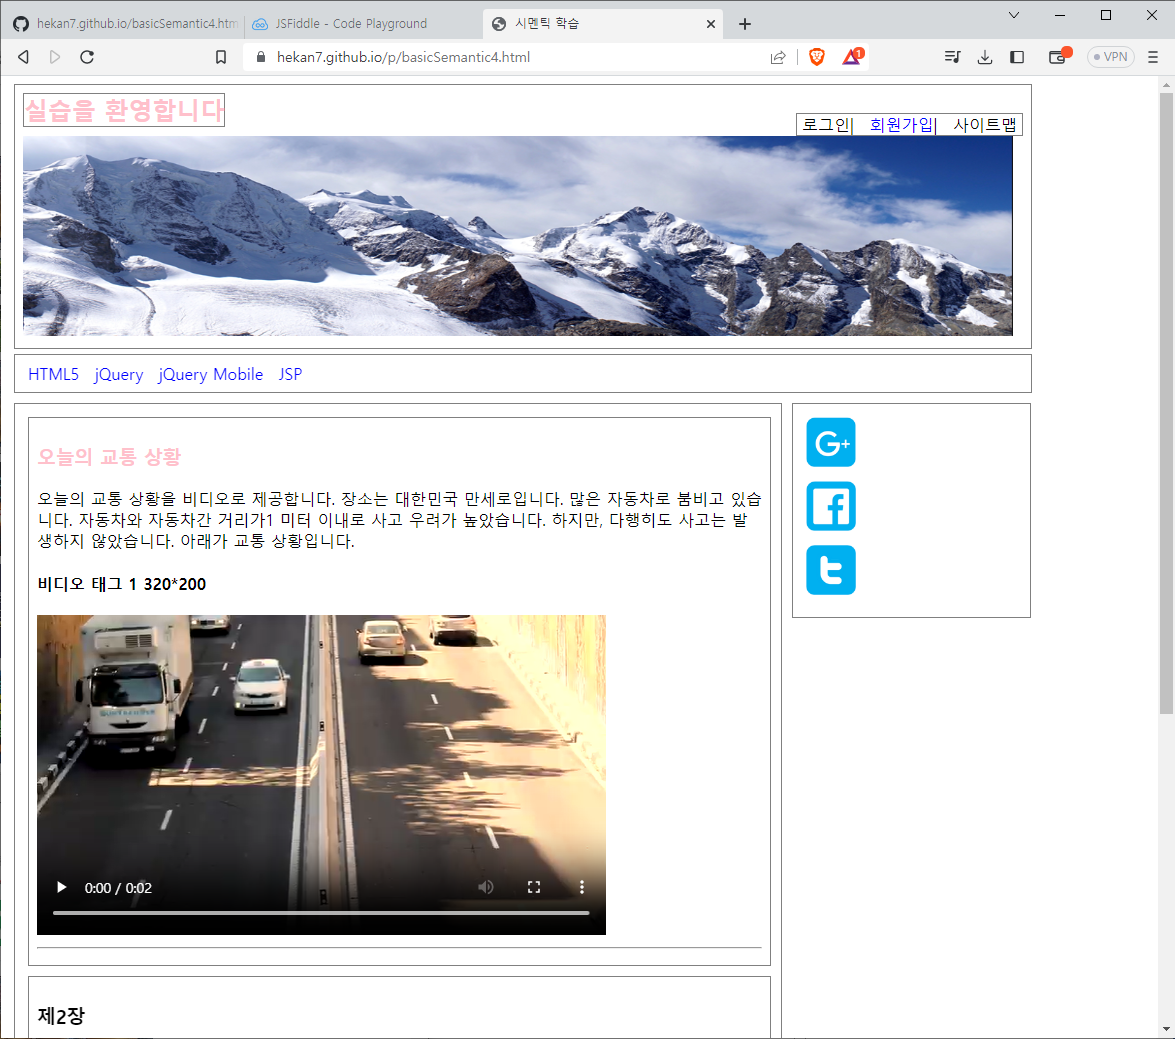 hekan7.github.io/basicSemantic4.htm
JSFiddle - Code Playground
시멘틱 학습
hekan7.github.io/p/basicSemantic4.html
1
VPN
실습을 환영합니다
로그인| 회원가입| 사이트맵
HTML5 jQuery jQuery Mobile JSP
오늘의 교통 상황
오늘의 교통 상황을 비디오로 제공합니다. 장소는 대한민국 만세로입니다. 많은 자동차로 붐비고 있습
니다. 자동차와 자동차간 거리가1 미터 이내로 사고 우려가 높았습니다. 하지만, 다행히도 사고는 발
생하지 않았습니다. 아래가 교통 상황입니다.
비디오 태그 1 320*200
0:00 / 0:02
제2장